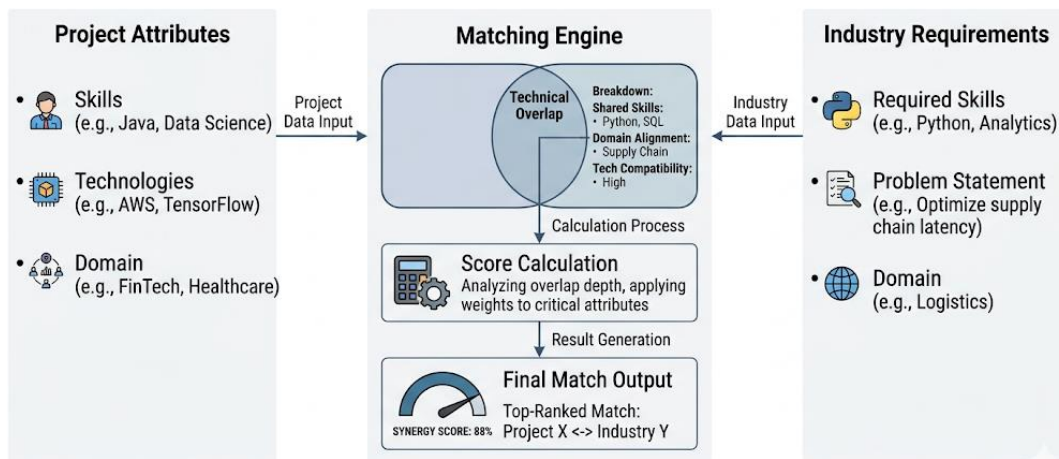 Project Attributes
• Skills
(e.g., Java, Data Science)
• Technologies
(e.g., AWS, TensorFlow)
• Domain
(e.g., FinTech, Healthcare)
Project
Data Input
Matching Engine
Technical
Overlap
Breakdown:
Shared Skills:
• Python, SQL
Domain Alignment:
• Supply Chain
Tech Compatibility:
• High
Calculation Process
Score Calculation
Analyzing overlap depth, applying
weights to critical attributes
Result Generation
Final Match Output
Top-Ranked Match:
Project X <-> Industry Y
SYNERGY SCORE: 88%
Industry
Data Input
Industry Requirements
• Required Skills
(e.g., Python, Analytics)
• Problem Statement
(e.g., Optimize supply
chain latency)
• Domain
(e.g., Logistics)